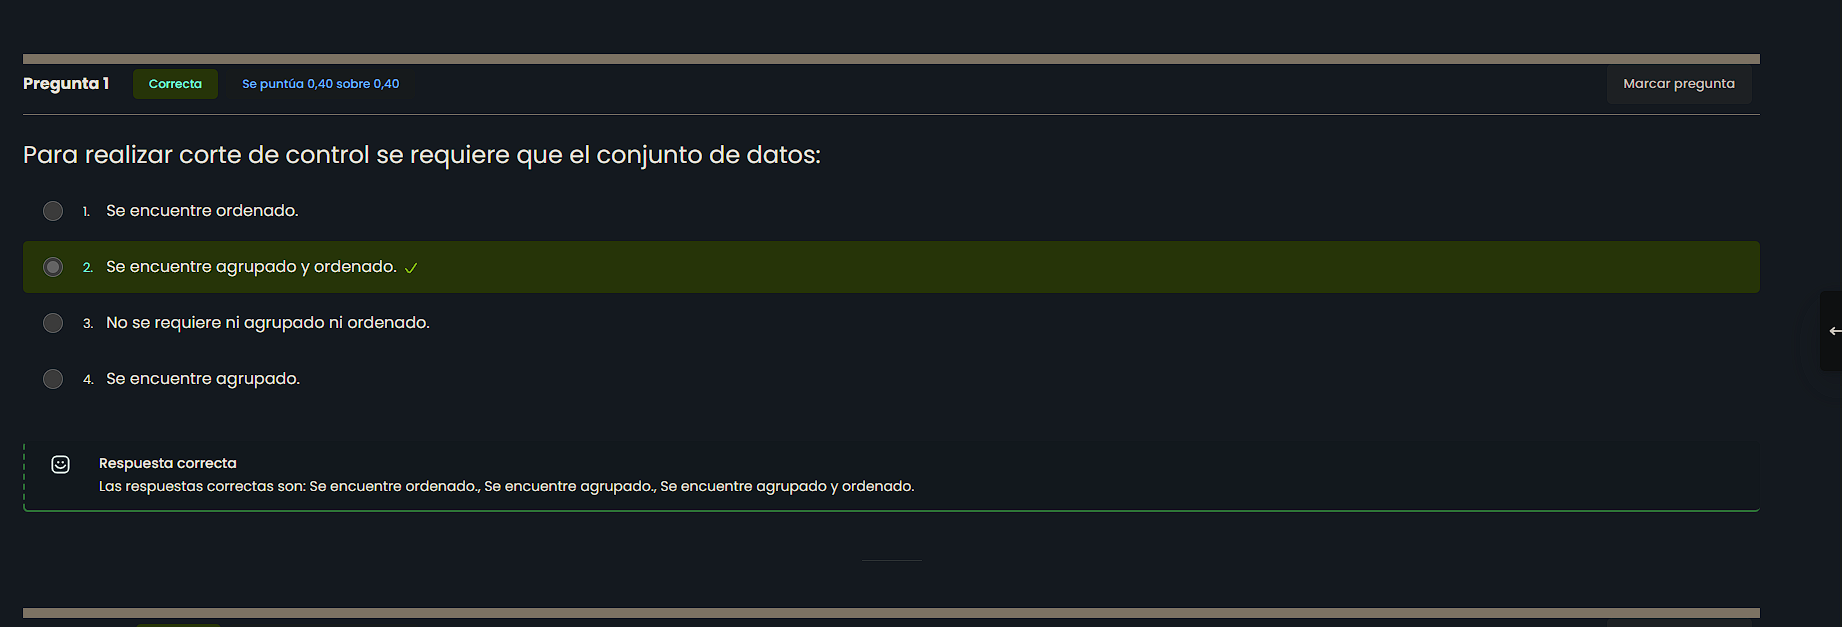 Pregunta 1
Correcta
Se puntúa 0,40 sobre 0,40
Marcar pregunta
Para realizar corte de control se requiere que el conjunto de datos:
1. Se encuentre ordenado.
2. Se encuentre agrupado y ordenado.
3. No se requiere ni agrupado ni ordenado.
4. Se encuentre agrupado.
Respuesta correcta
Las respuestas correctas son: Se encuentre ordenado., Se encuentre agrupado., Se encuentre agrupado y ordenado.